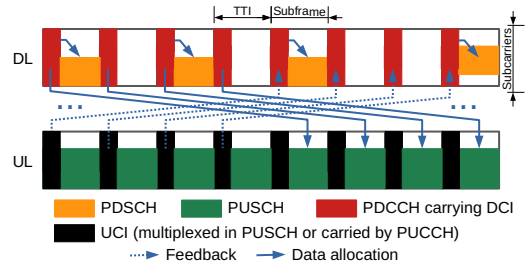 TTI Subframe
DL
Subcarriers
...
...
UL
PDSCH PUSCH PDCCH carrying DCI
UCI (multiplexed in PUSCH or carried by PUCCH)
Feedback Data allocation